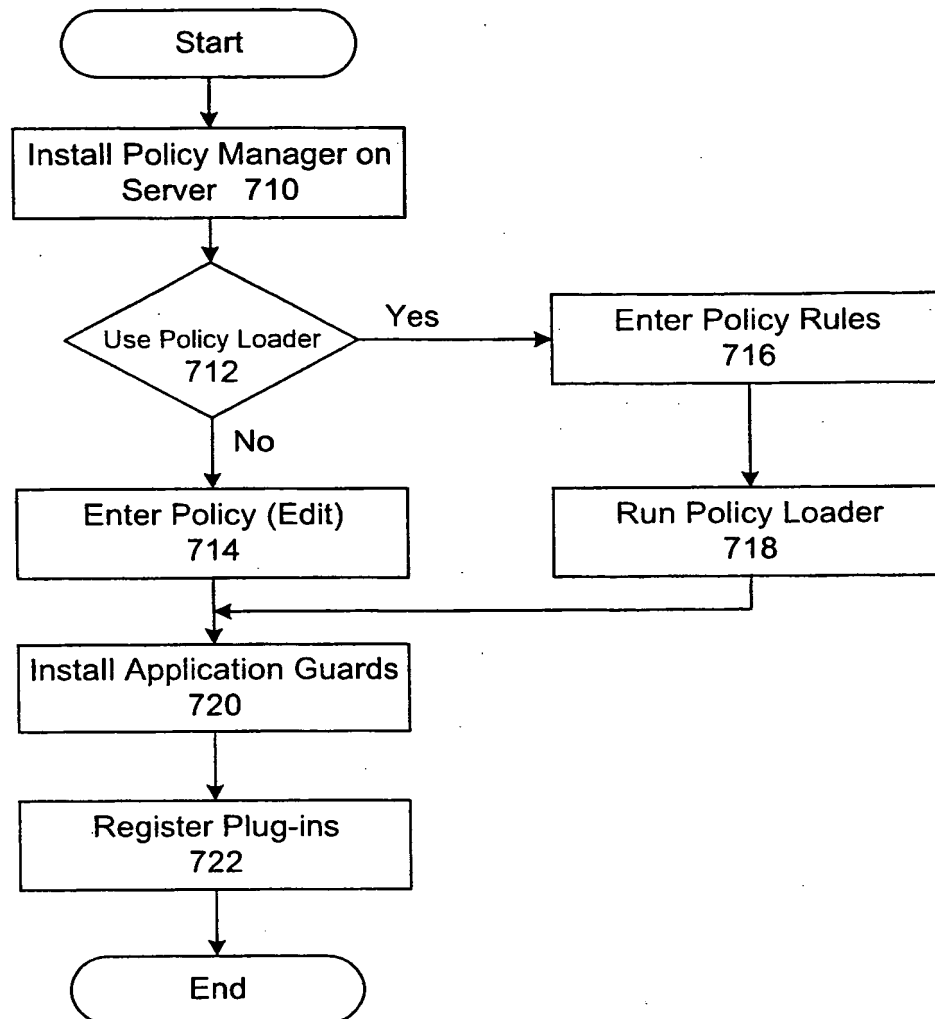 Start
Install Policy Manager on
Server 710
Use Policy Loader
712
Yes
No
Enter Policy Rules
716
Enter Policy (Edit)
714
Run Policy Loader
718
Install Application Guards
720
Register Plug-ins
722
End